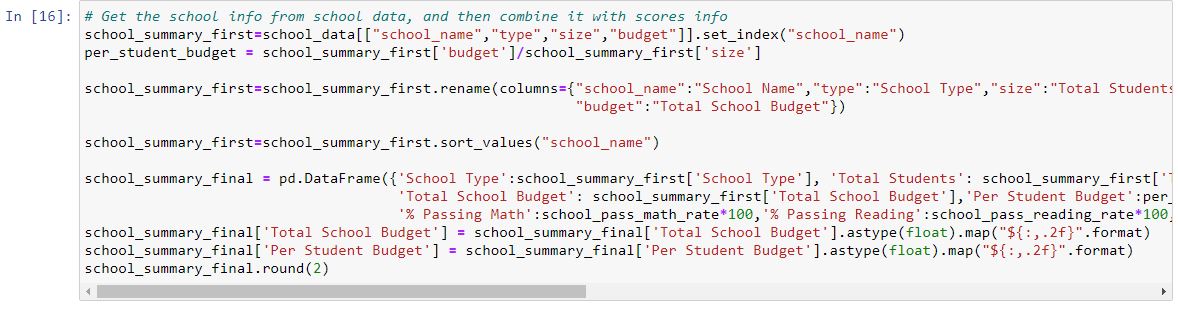 In [16]: # Get the school info from school data, and then combine it with scores info
school_summary_first=school_data[["school_name","type","size","budget"]].set_index("school_name")
per_student_budget = school_summary_first['budget']/school_summary_first['size']
school_summary_first=school_summary_first.rename(columns={"school_name":"School Name","type":"School Type","size":"Total Students
"budget":"Total School Budget"})
school_summary_first=school_summary_first.sort_values("school_name")
school_summary_final = pd.DataFrame({'School Type':school_summary_first['School Type'], 'Total Students': school_summary_first['T
'Total School Budget': school_summary_first['Total School Budget'],'Per Student Budget':per_
'% Passing Math':school_pass_math_rate*100,'% Passing Reading':school_pass_reading_rate*100,
school_summary_final['Total School Budget'] = school_summary_final['Total School Budget'].astype(float).map("${:,.2f}".format)
school_summary_final['Per Student Budget'] = school_summary_final['Per Student Budget'].astype(float).map("${:,.2f}".format)
school_summary_final.round(2)